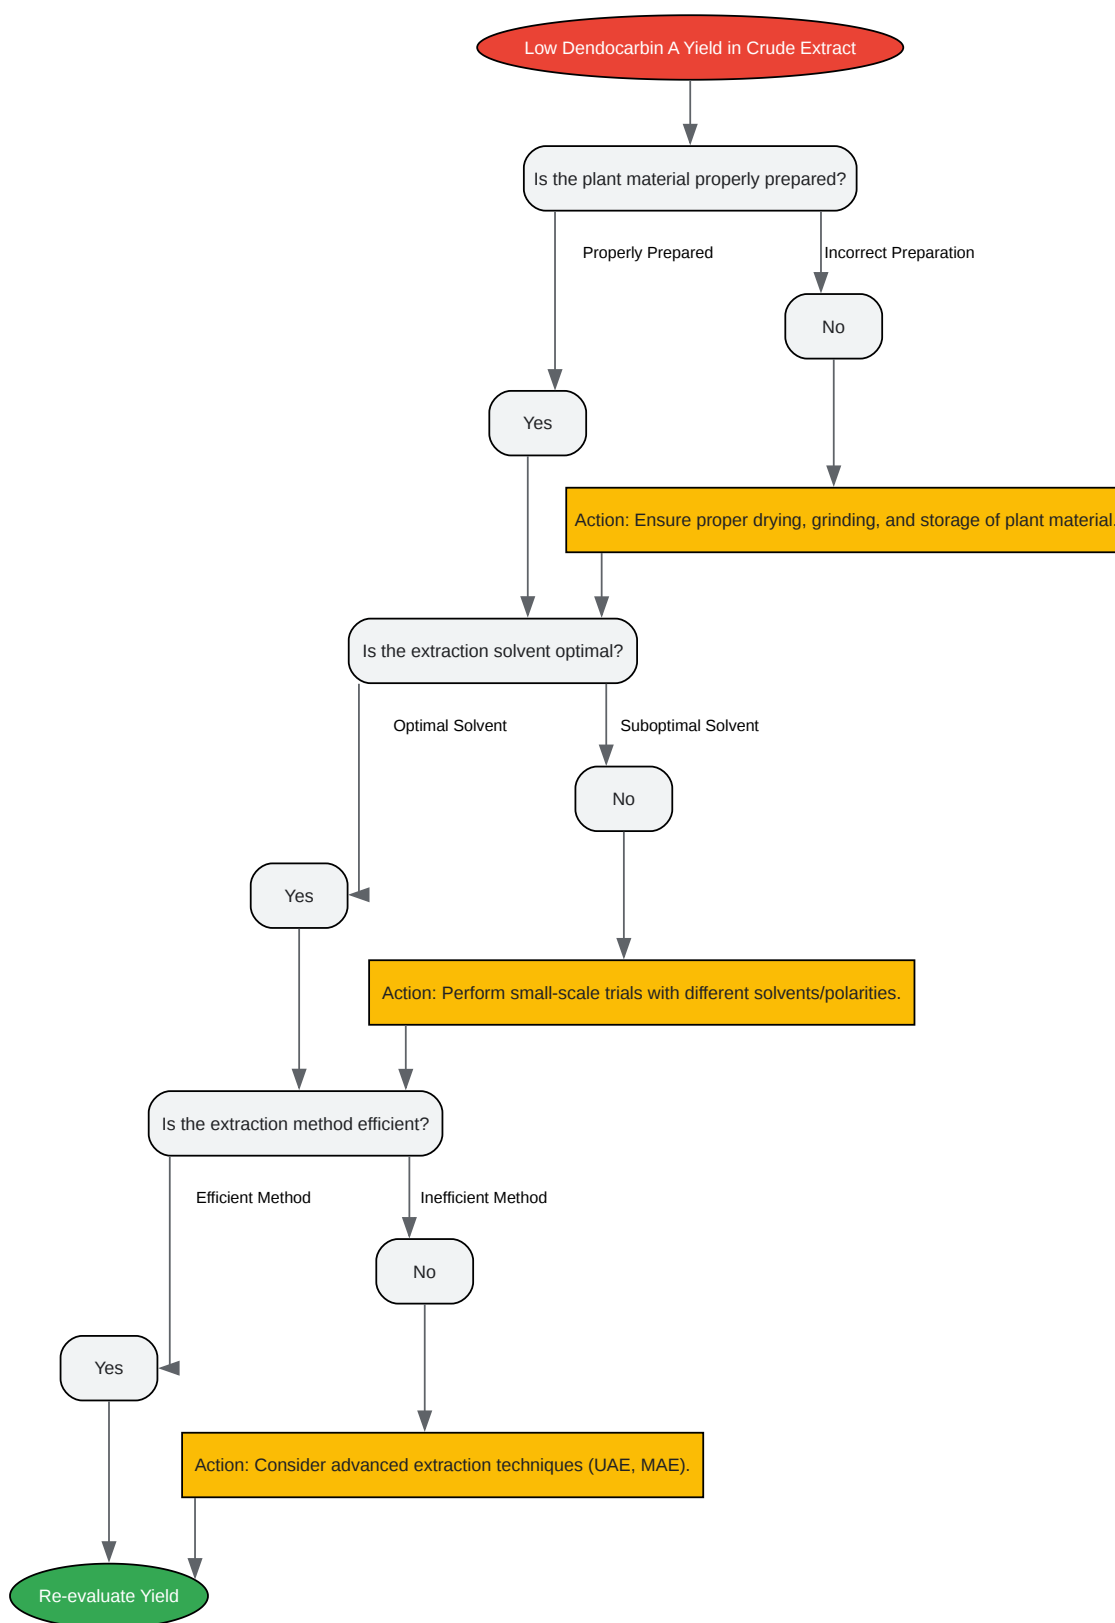 Low Dendocarbin A Yield in Crude Extract
Is the plant material properly prepared?
Properly Prepared
Incorrect Preparation
No
Yes
Action: Ensure proper drying, grinding, and storage of plant material.
Is the extraction solvent optimal?
Optimal Solvent
Suboptimal Solvent
No
Yes
Action: Perform small-scale trials with different solvents/polarities.
Is the extraction method efficient?
Efficient Method
Inefficient Method
No
Yes
Action: Consider advanced extraction techniques (UAE, MAE).
Re-evaluate Yield